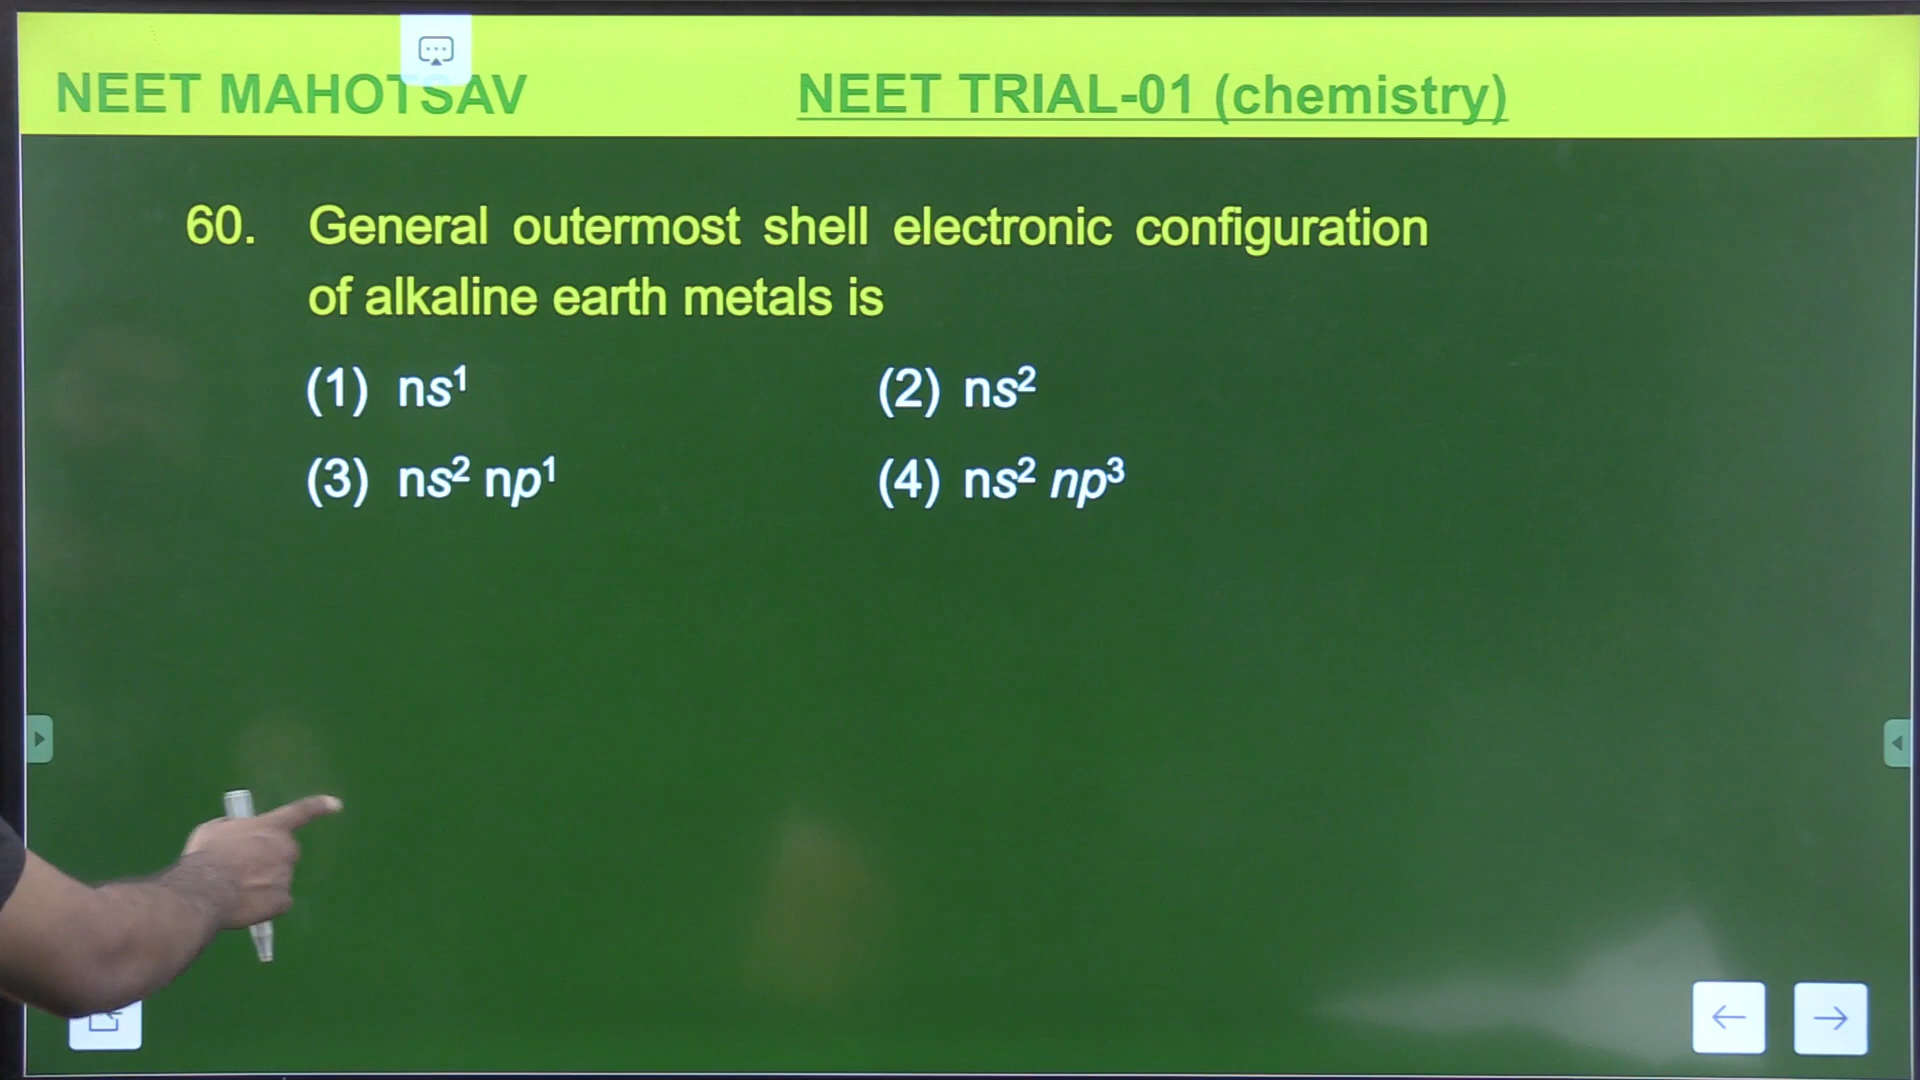 NEET MAHOTSAV
NEET TRIAL-01 (chemistry)
60. General outermost shell electronic configuration
of alkaline earth metals is
(1) ns¹ (2) ns²
(3) ns² np¹ (4) ns² np³